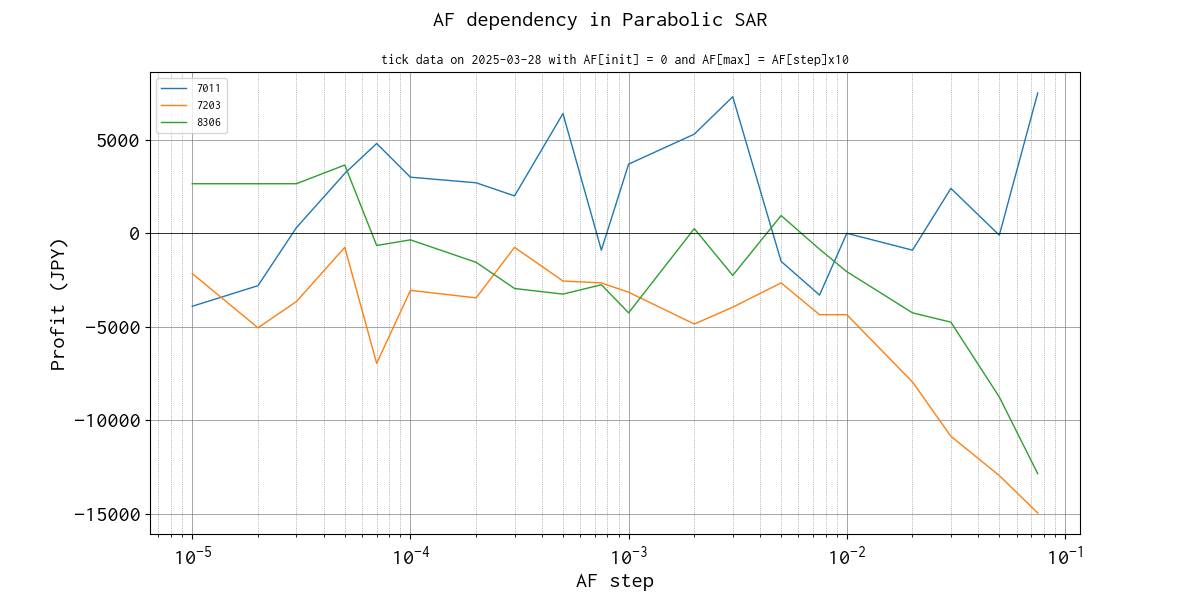 AF dependency in Parabolic SAR
tick data on 2025-03-28 with AF[init] = 0 and AF[max] = AF[step]x10
7011
7203
8306
5000
0
−5000
−10000
−15000
Profit (JPY)
10⁻⁵ 10⁻⁴ 10⁻³ 10⁻² 10⁻¹
AF step